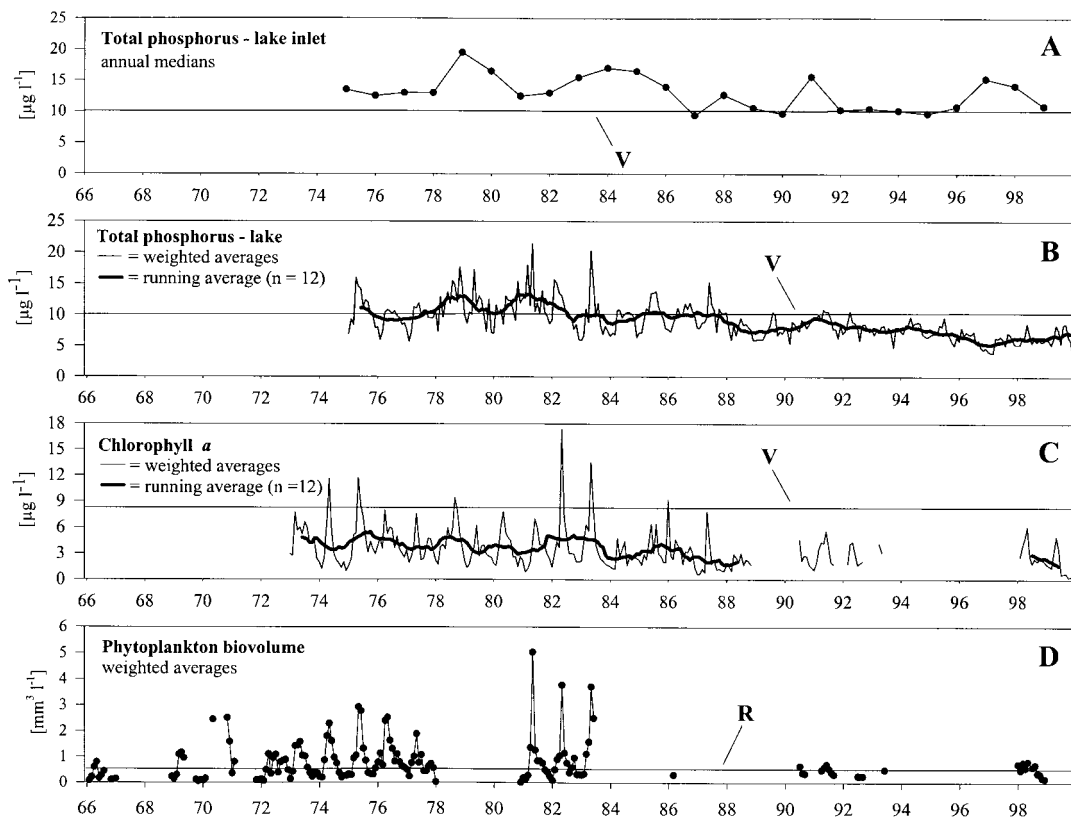 Total phosphorus - lake inlet
annual medians
A
[µg l⁻¹]
25
20
15
10
5
0
V
66 68 70 72 74 76 78 80 82 84 86 88 90 92 94 96 98
Total phosphorus - lake
= weighted averages
= running average (n = 12)
B
[µg l⁻¹]
25
20
15
10
5
0
V
66 68 70 72 74 76 78 80 82 84 86 88 90 92 94 96 98
Chlorophyll a
= weighted averages
= running average (n =12)
C
[µg l⁻¹]
18
15
12
9
6
3
0
V
66 68 70 72 74 76 78 80 82 84 86 88 90 92 94 96 98
Phytoplankton biovolume
weighted averages
D
[mm³ l⁻¹]
6
5
4
3
2
1
0
R
66 68 70 72 74 76 78 80 82 84 86 88 90 92 94 96 98